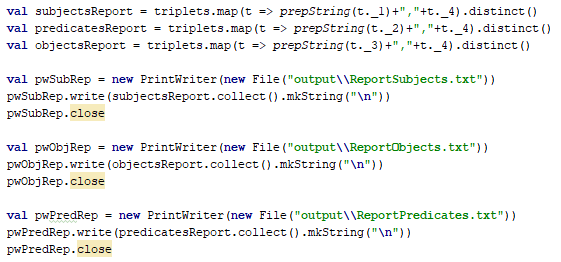 val subjectsReport = triplets.map(t => prepString(t._1)+","+t._4).distinct()
val predicatesReport = triplets.map(t => prepString(t._2)+","+t._4).distinct()
val objectsReport = triplets.map(t => prepString(t._3)+","+t._4).distinct()
val pwSubRep = new PrintWriter(new File("output\\ReportSubjects.txt"))
pwSubRep.write(subjectsReport.collect().mkString("\n"))
pwSubRep.close
val pwObjRep = new PrintWriter(new File("output\\ReportObjects.txt"))
pwObjRep.write(objectsReport.collect().mkString("\n"))
pwObjRep.close
val pwPredRep = new PrintWriter(new File("output\\ReportPredicates.txt"))
pwPredRep.write(predicatesReport.collect().mkString("\n"))
pwPredRep.close